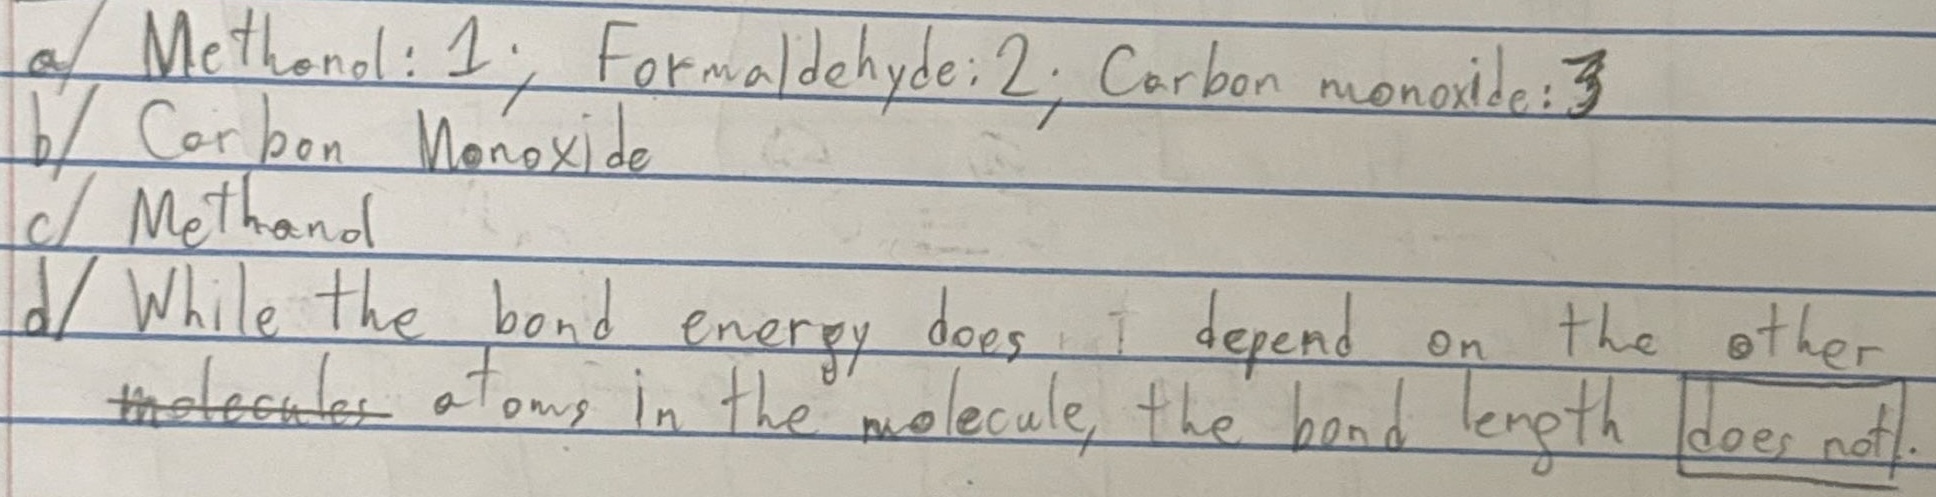 a/ Methanol: 1; Formaldehyde: 2; Carbon monoxide: 3
b/ Carbon Monoxide
c/ Methanol
d/ While the bond energy does depend on the other
molecules atoms in the molecule, the bond length does not.